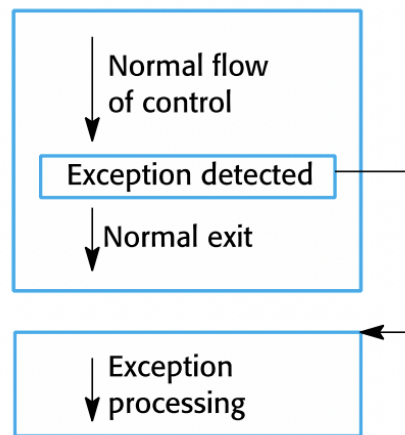 Normal flow
of control
Exception detected
Normal exit
Exception
processing